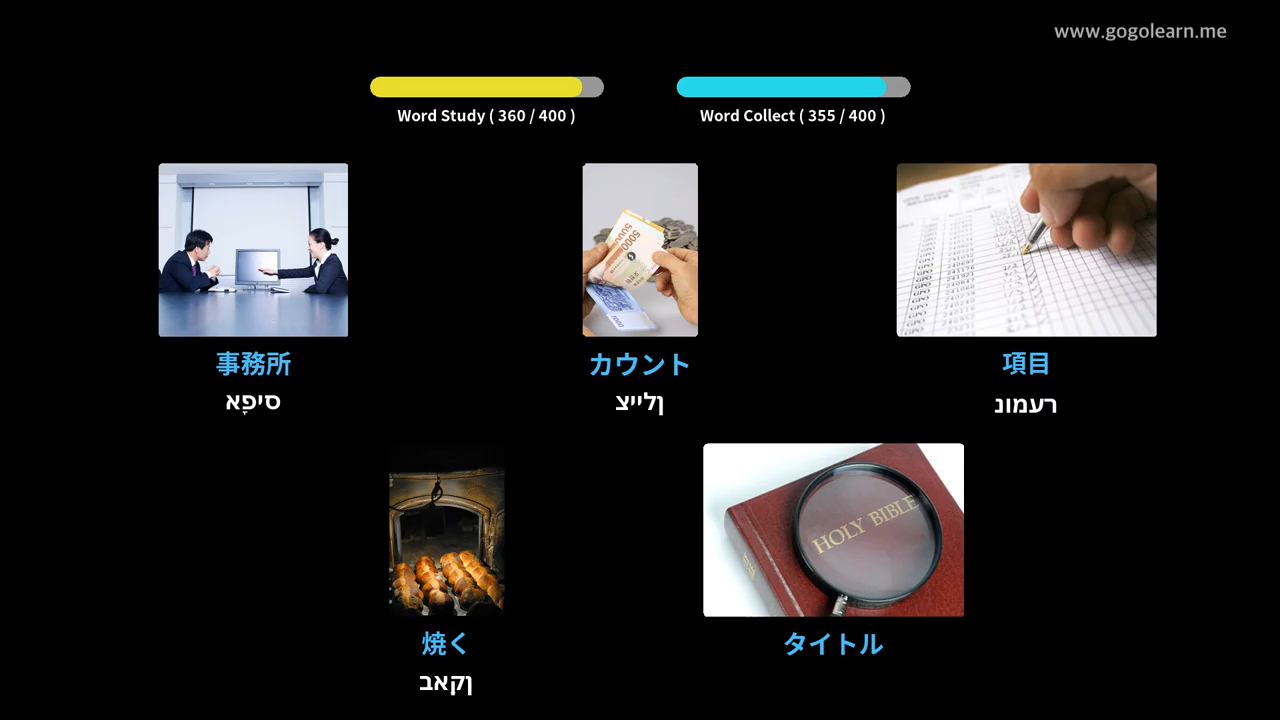 www.gogolearn.me
Word Study ( 360 / 400 )
Word Collect ( 355 / 400 )
事務所
סיפָא
カウント
ןלייצ
項目
רעמונ
焼く
ןקאב
HOLY BIBLE
タイトル